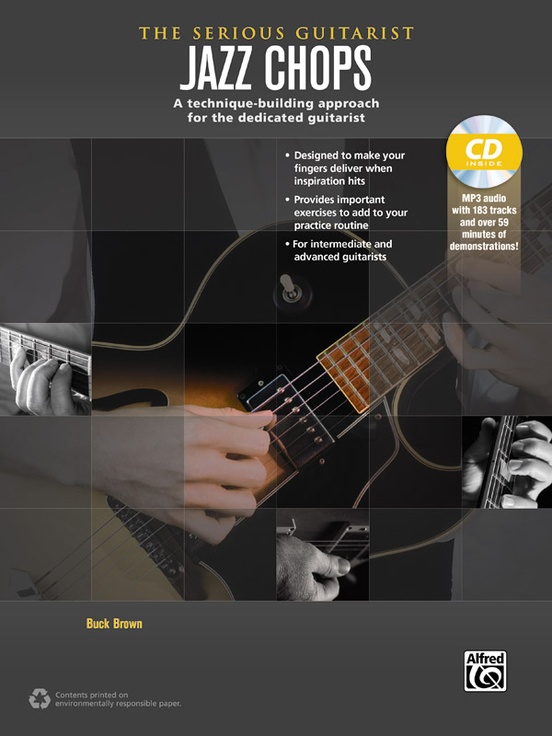 THE SERIOUS GUITARIST
JAZZ CHOPS
A technique-building approach
for the dedicated guitarist
• Designed to make your
fingers deliver when
inspiration hits
• Provides important
exercises to add to your
practice routine
• For intermediate and
advanced guitarists
CD
INSIDE
MP3 audio
with 183 tracks
and over 59
minutes of
demonstrations!
Buck Brown
Alfred
Contents printed on
environmentally responsible paper.